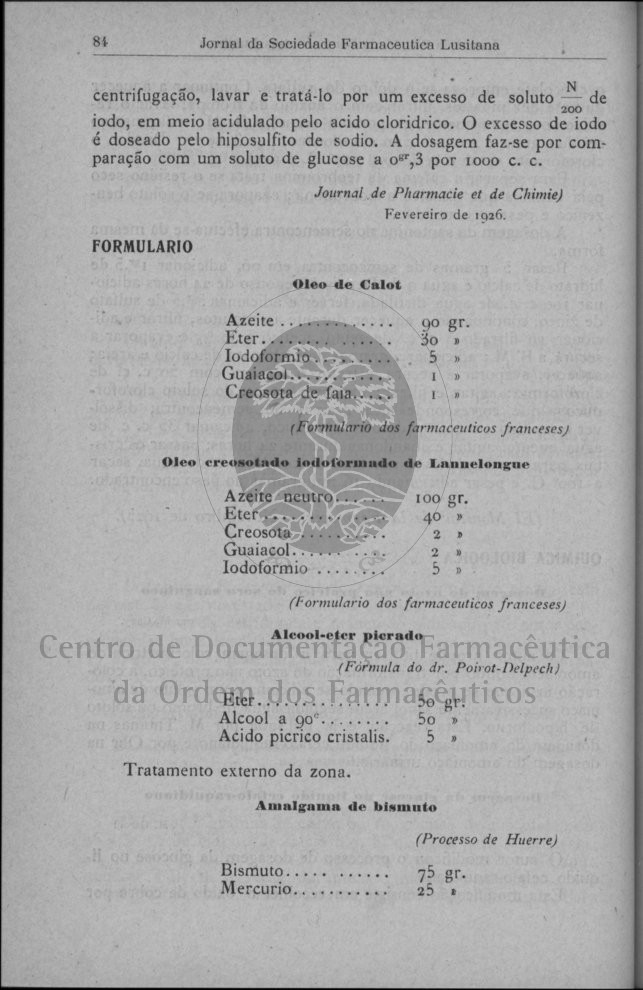 84 Jornal da Sociedade Farmaceutica Lusitana
centrifugação, lavar e tratá-lo por um excesso de soluto N/200 de
iodo, em meio acidulado pelo acido cloridrico. O excesso de iodo
é doseado pelo hiposulfito de sodio. A dosagem faz-se por com-
paração com um soluto de glucose a 0gr,3 por 1000 c. c.
Journal de Pharmacie et de Chimie)
Fevereiro de 1926.
FORMULARIO
Oleo de Calot
Azeite ............. 90 gr.
Eter ............... 30 »
Iodoformio .......... 5 »
Guaiacol............ 1 »
Creosota de faia..... 1 »
(Formulario dos farmaceuticos franceses)
Oleo creosotado iodoformado de Lannelongue
Azeite neutro...... 100 gr.
Eter............... 40 »
Creosota .......... 2 »
Guaiacol........... 2 »
Iodoformio ........ 5 »
(Formulario dos farmaceuticos franceses)
Alcool-eter picrado
Centro de Documentação Farmacêutica
(Fórmula do dr. Poirot-Delpech)
da Ordem dos Farmacêuticos
Eter............... 50 gr.
Alcool a 90º........ 50 »
Acido picrico cristalis. 5 »
Tratamento externo da zona.
Amalgama de bismuto
(Processo de Huerre)
Bismuto............ 75 gr.
Mercurio........... 25 »